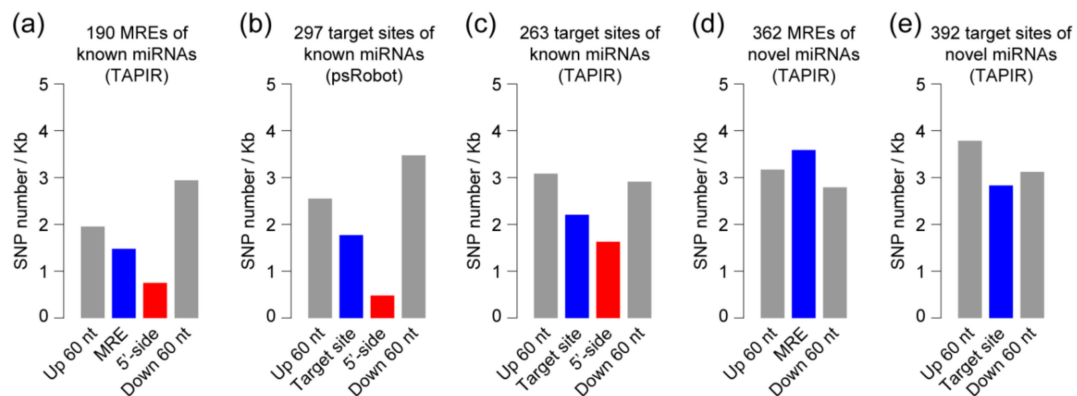 (a)
190 MREs of
known miRNAs
(TAPIR)
SNP number / Kb
5
4
3
2
1
0
Up 60 nt
MRE
5'-side
Down 60 nt
(b)
297 target sites of
known miRNAs
(psRobot)
SNP number / Kb
5
4
3
2
1
0
Up 60 nt
Target site
5'-side
Down 60 nt
(c)
263 target sites of
known miRNAs
(TAPIR)
SNP number / Kb
5
4
3
2
1
0
Up 60 nt
Target site
5'-side
Down 60 nt
(d)
362 MREs of
novel miRNAs
(TAPIR)
SNP number / Kb
5
4
3
2
1
0
Up 60 nt
MRE
Down 60 nt
(e)
392 target sites of
novel miRNAs
(TAPIR)
SNP number / Kb
5
4
3
2
1
0
Up 60 nt
Target site
Down 60 nt